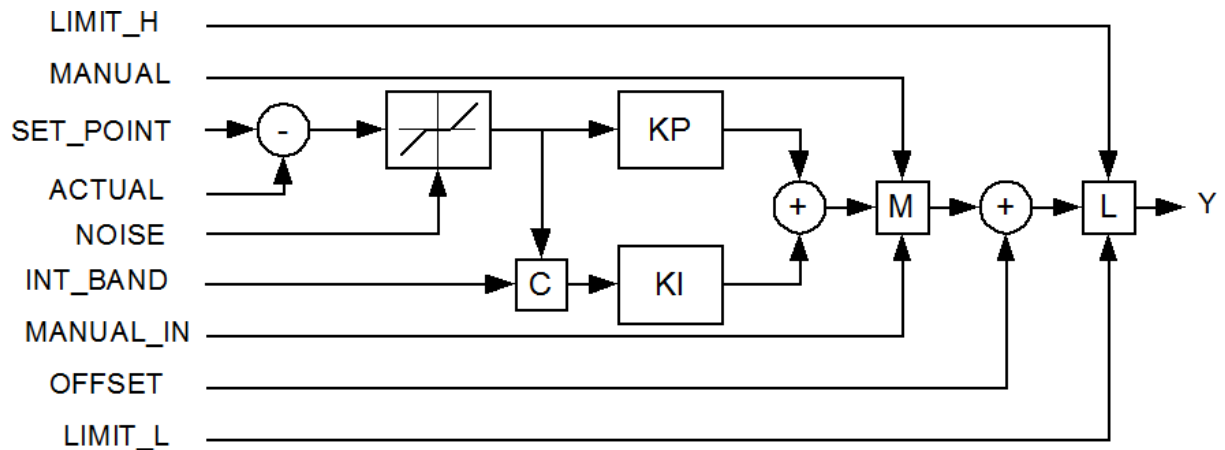 LIMIT_H
MANUAL
SET_POINT
-
KP
ACTUAL
+
M
+
L
Y
NOISE
INT_BAND
C
KI
MANUAL_IN
OFFSET
LIMIT_L